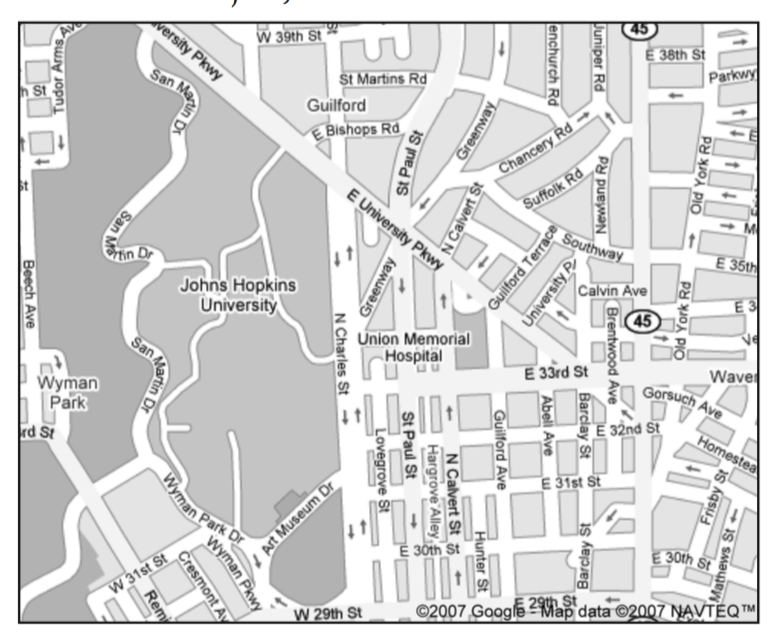 45
W 39th St
University Pkwy
Juniper Rd
E 38th St
Tudor Arms Ave
San Martin Dr
St Martins Rd
Parkwy
h St
Guilford
E Bishops Rd
St Paul St
Greenway
Chancery Rd
Old York Rd
Suffolk Rd
Newland Rd
St
E University Pkwy
N Calvert St
San Martin Dr
Southway
Guilford Terrace
E 35th
Beech Ave
Johns Hopkins
University
Greenway
University Pl
Calvin Ave
E 3
Old York Rd
45
Brentwood Ave
N Charles St
Union Memorial
Hospital
San Martin Dr
E 33rd St
Waver
Wyman
Park
Gorsuch Ave
rd St
Lovegrove St
St Paul St
Hargrove Alley
N Calvert St
Guilford Ave
Abell Ave
Barclay St
E 32nd St
Homestea
E 31st St
Frisby St
Wyman Park Dr
Art Museum Dr
Hunter St
Barclay St
E 30th St
E 30th St
Mathews St
W 31st St
Cresmont Av
Wyman Pkwy
Remi
W 29th St
E 29th St
©2007 Google - Map data ©2007 NAVTEQ™